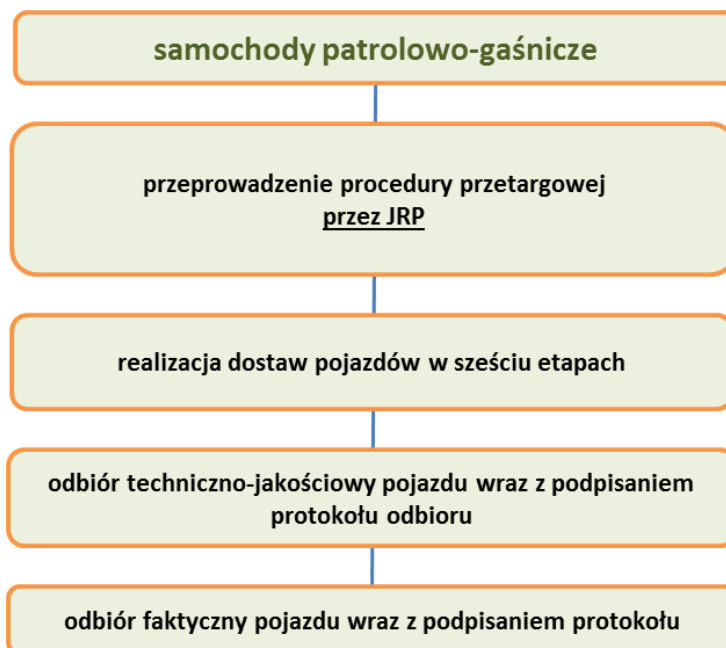 samochody patrolowo-gaśnicze
przeprowadzenie procedury przetargowej
przez JRP
realizacja dostaw pojazdów w sześciu etapach
odbiór techniczno-jakościowy pojazdu wraz z podpisaniem
protokołu odbioru
odbiór faktyczny pojazdu wraz z podpisaniem protokołu